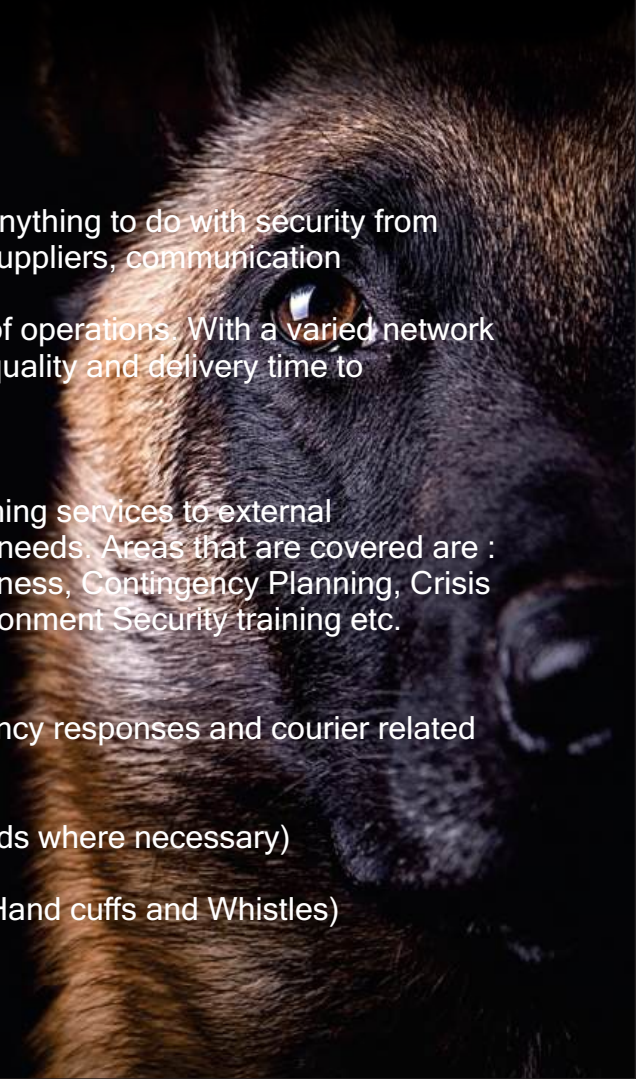 nything to do with security from
uppliers, communication
of operations. With a varied network
quality and delivery time to
ning services to external
needs. Areas that are covered are :
ness, Contingency Planning, Crisis
onment Security training etc.
ncy responses and courier related
ds where necessary)
Hand cuffs and Whistles)